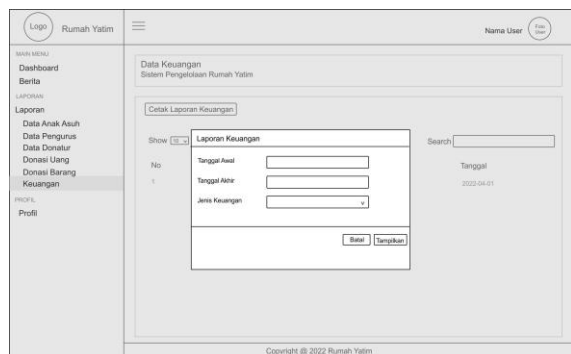 Logo
Rumah Yatim
Nama User
Foto
User
MAIN MENU
Dashboard
Berita
LAPORAN
Laporan
Data Anak Asuh
Data Pengurus
Data Donatur
Donasi Uang
Donasi Barang
Keuangan
PROFIL
Profil
Data Keuangan
Sistem Pengelolaan Rumah Yatim
Cetak Laporan Keuangan
Show 10 v
Search
No
Tanggal
1
2022-04-01
Laporan Keuangan
Tanggal Awal
Tanggal Akhir
Jenis Keuangan v
Batal Tampilkan
Copyright @ 2022 Rumah Yatim